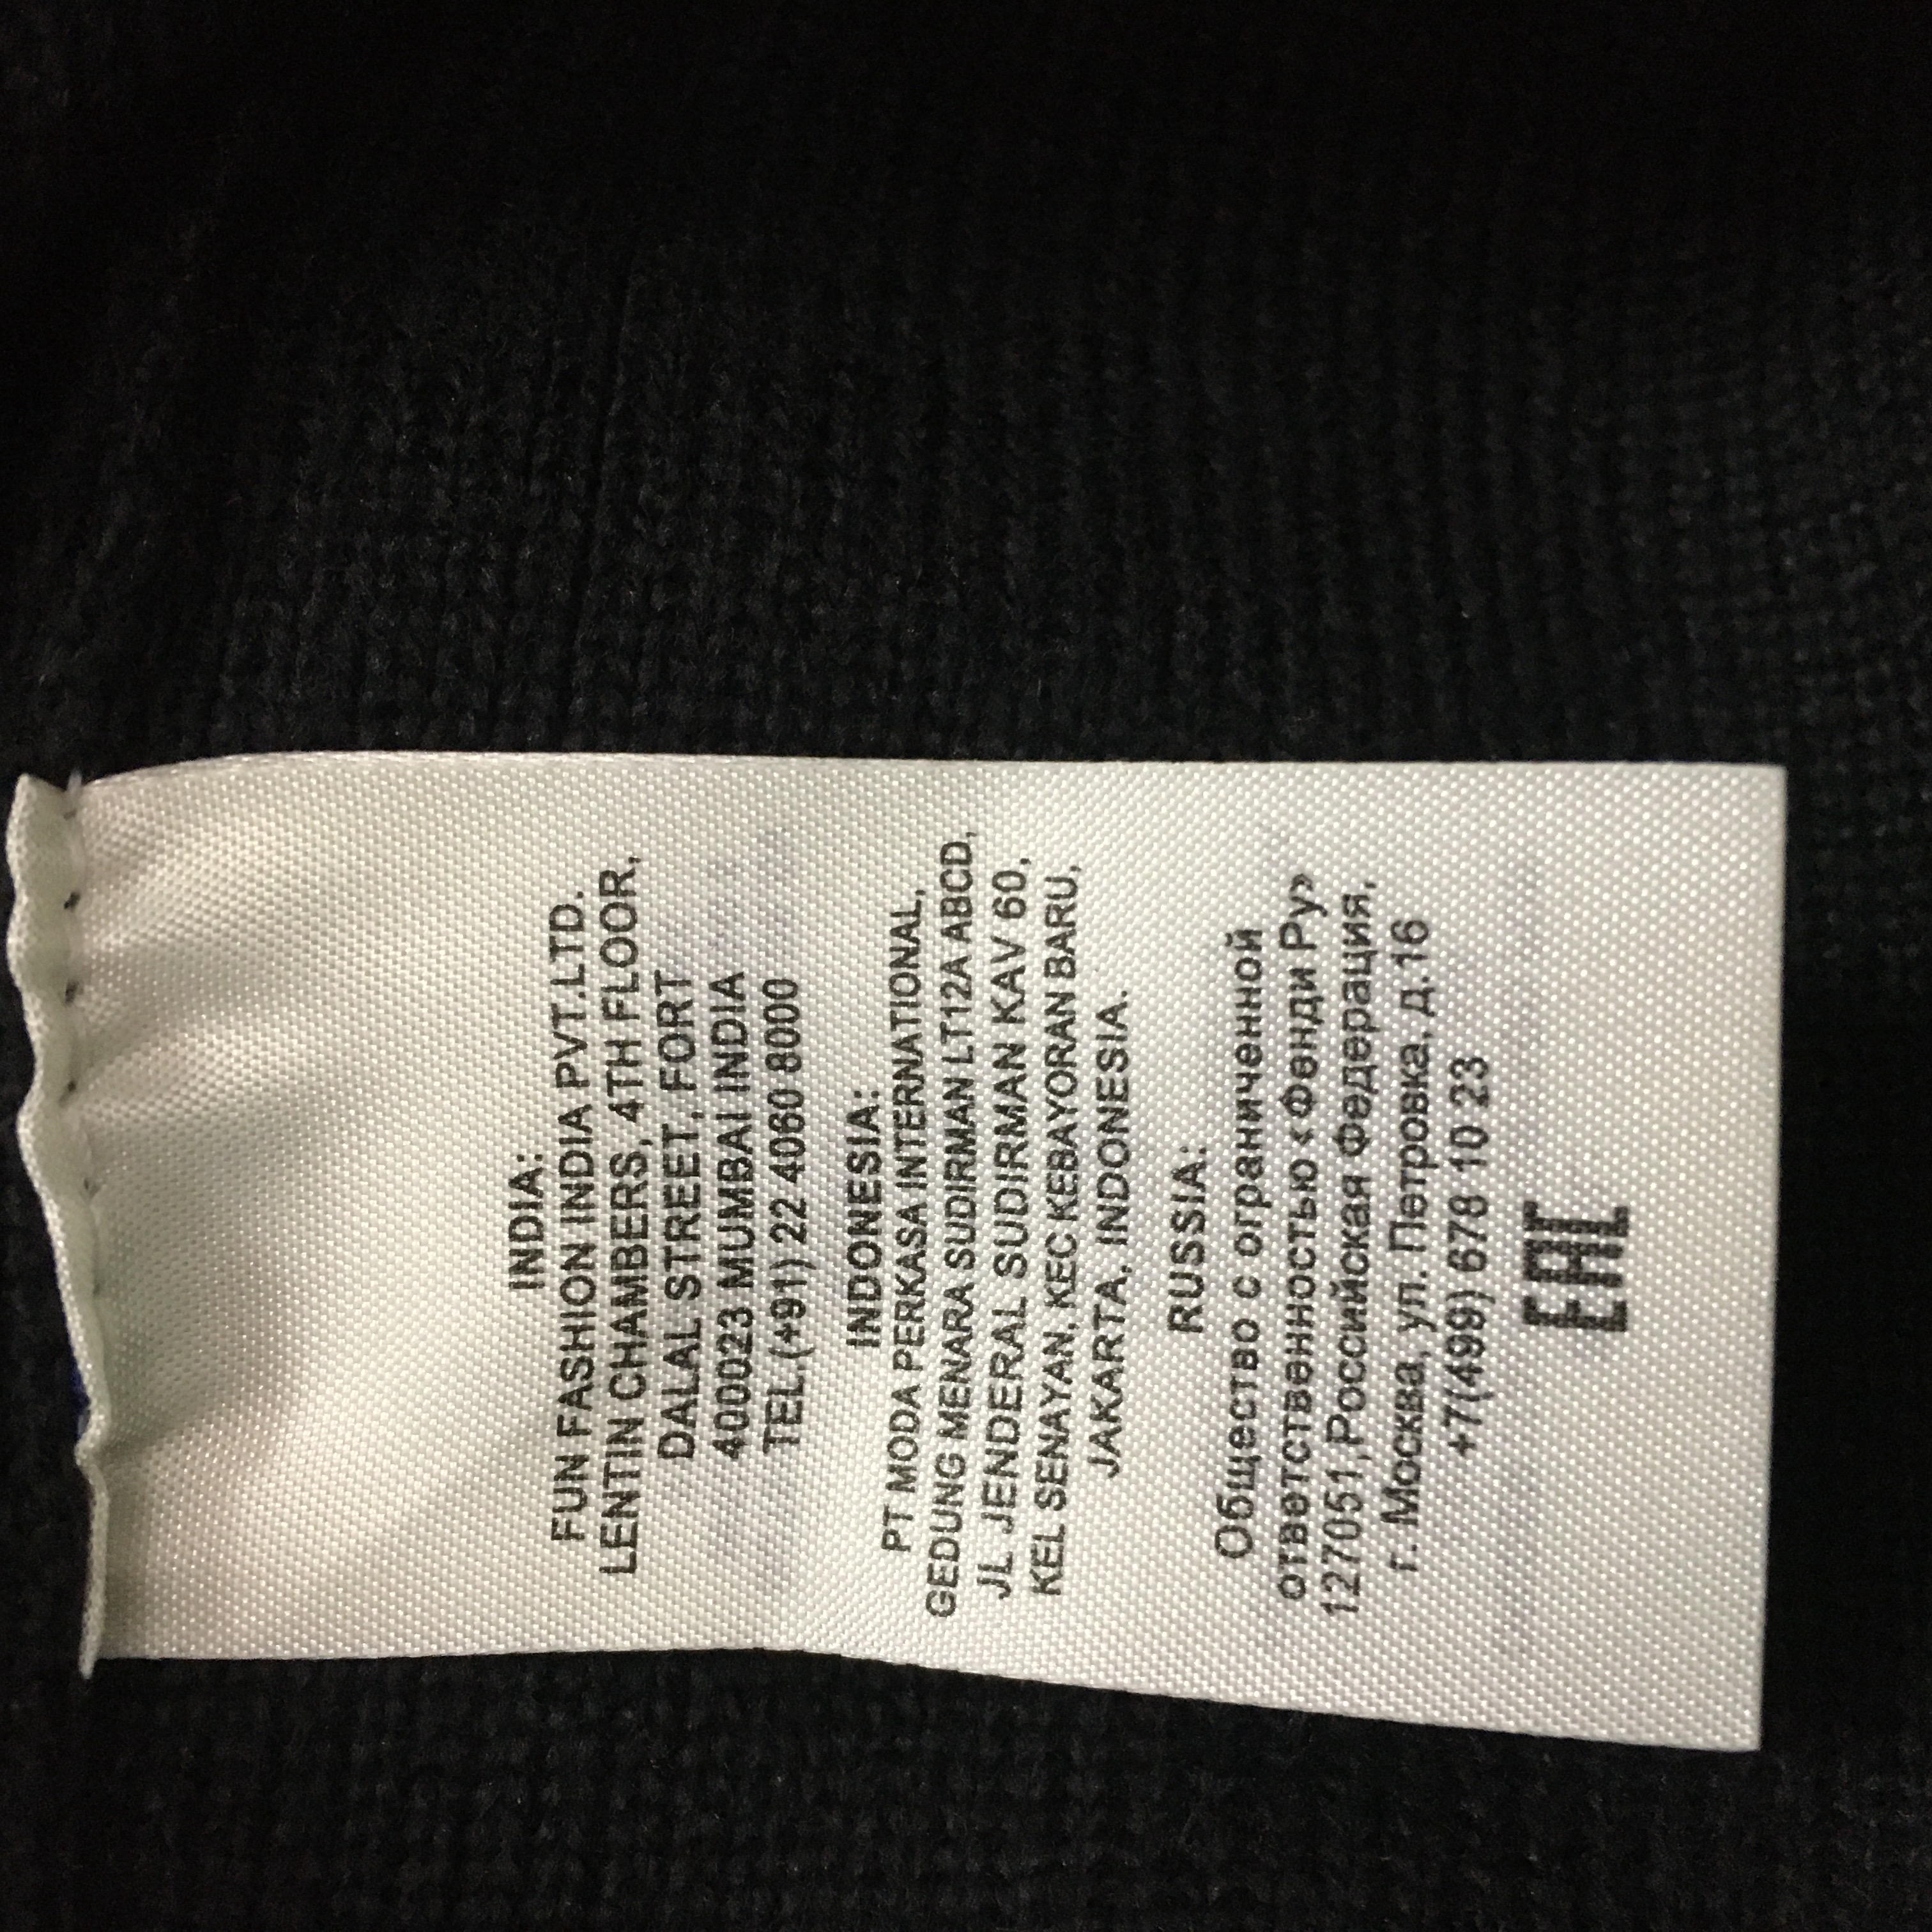 INDIA:
FUN FASHION INDIA PVT.LTD.
LENTIN CHAMBERS, 4TH FLOOR,
DALAL STREET, FORT
400023 MUMBAI INDIA
TEL.(+91) 22 4060 8000
INDONESIA:
PT MODA PERKASA INTERNATIONAL,
GEDUNG MENARA SUDIRMAN LT12A ABCD,
JL JENDERAL SUDIRMAN KAV 60,
KEL SENAYAN, KEC KEBAYORAN BARU,
JAKARTA, INDONESIA.
RUSSIA:
Общество с ограниченной
ответственностью «Фенди Ру»
127051,Российская Федерация,
г. Москва, ул. Петровка, д.16
+7(499) 678 10 23
EAC